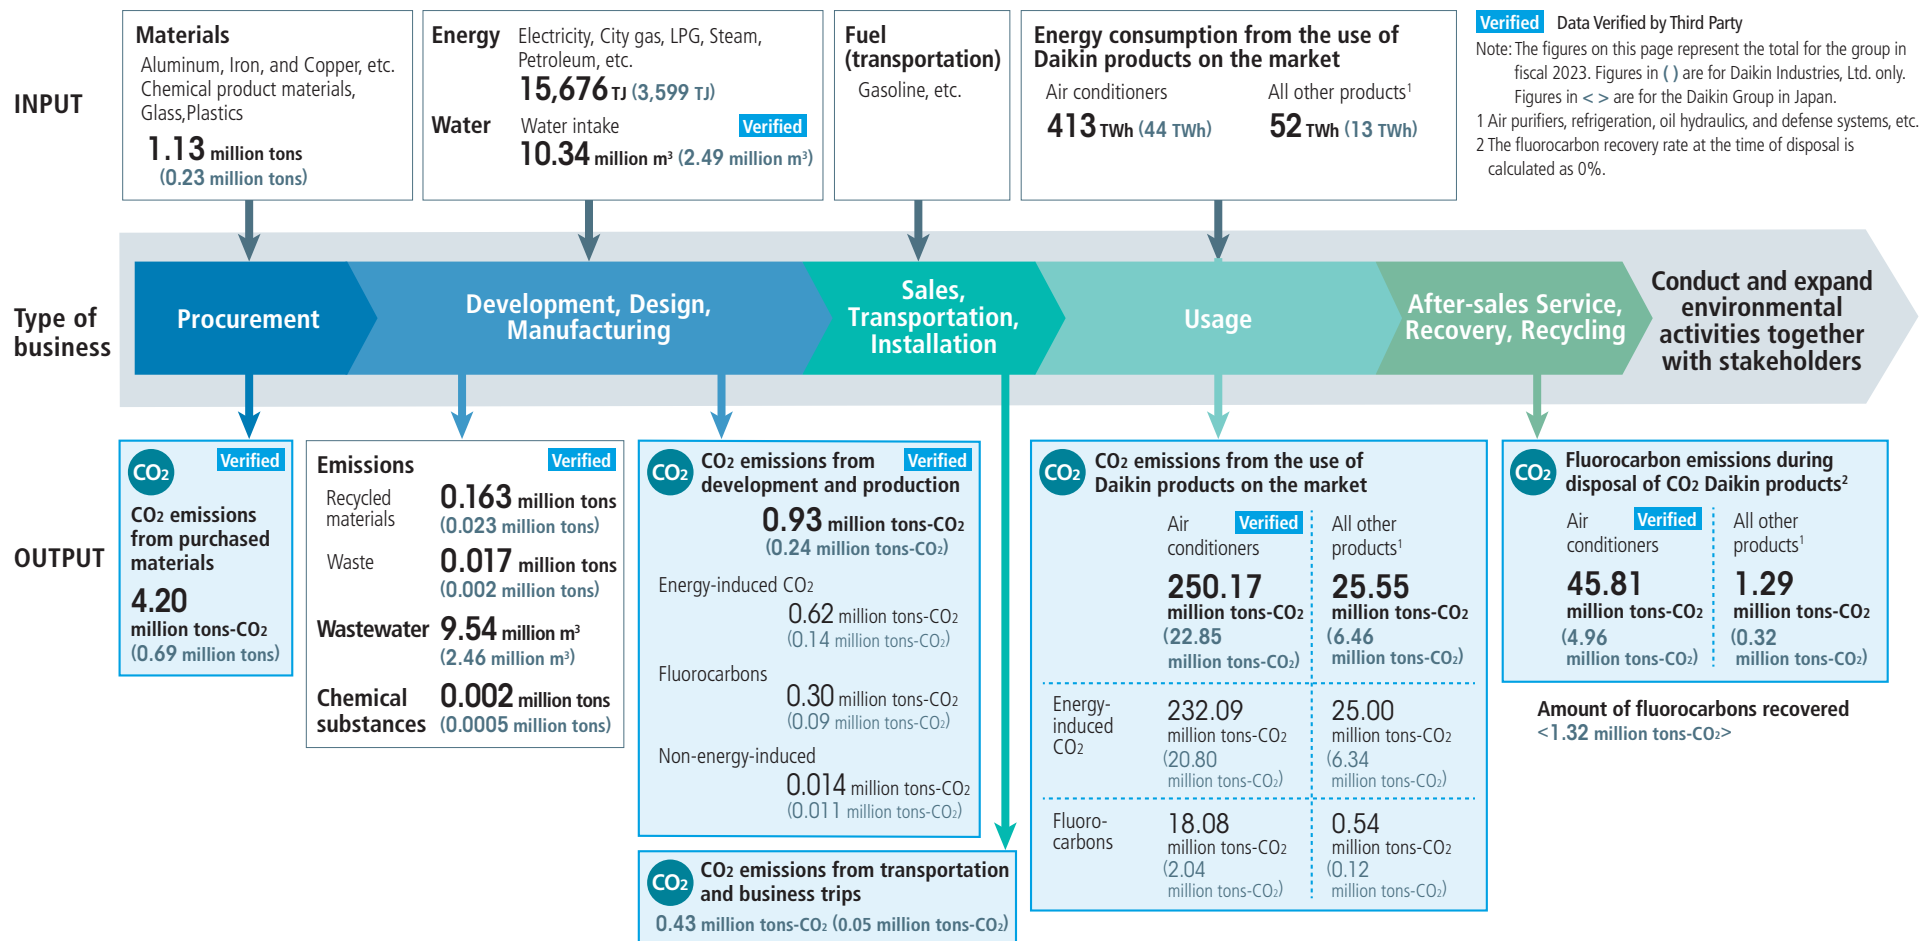 INPUT
Materials
Aluminum, Iron, and Copper, etc.
Chemical product materials,
Glass,Plastics
1.13 million tons
(0.23 million tons)
Energy
Electricity, City gas, LPG, Steam,
Petroleum, etc.
15,676 TJ (3,599 TJ)
Water
Water intake
Verified
10.34 million m³ (2.49 million m³)
Fuel
(transportation)
Gasoline, etc.
Energy consumption from the use of
Daikin products on the market
Air conditioners
413 TWh (44 TWh)
All other products¹
52 TWh (13 TWh)
Verified Data Verified by Third Party
Note: The figures on this page represent the total for the group in
fiscal 2023. Figures in ( ) are for Daikin Industries, Ltd. only.
Figures in < > are for the Daikin Group in Japan.
1 Air purifiers, refrigeration, oil hydraulics, and defense systems, etc.
2 The fluorocarbon recovery rate at the time of disposal is
calculated as 0%.
Type of
business
Procurement
Development, Design,
Manufacturing
Sales,
Transportation,
Installation
Usage
After-sales Service,
Recovery, Recycling
Conduct and expand
environmental
activities together
with stakeholders
OUTPUT
CO₂
Verified
CO₂ emissions
from purchased
materials
4.20
million tons-CO₂
(0.69 million tons)
Emissions
Verified
Recycled
materials
0.163 million tons
(0.023 million tons)
Waste
0.017 million tons
(0.002 million tons)
Wastewater
9.54 million m³
(2.46 million m³)
Chemical
substances
0.002 million tons
(0.0005 million tons)
CO₂
CO₂ emissions from
development and production
Verified
0.93 million tons-CO₂
(0.24 million tons-CO₂)
Energy-induced CO₂
0.62 million tons-CO₂
(0.14 million tons-CO₂)
Fluorocarbons
0.30 million tons-CO₂
(0.09 million tons-CO₂)
Non-energy-induced
0.014 million tons-CO₂
(0.011 million tons-CO₂)
CO₂
CO₂ emissions from transportation
and business trips
0.43 million tons-CO₂ (0.05 million tons-CO₂)
CO₂
CO₂ emissions from the use of
Daikin products on the market
Air
conditioners
Verified
250.17
million tons-CO₂
(22.85
million tons-CO₂)
All other
products¹
25.55
million tons-CO₂
(6.46
million tons-CO₂)
Energy-
induced
CO₂
232.09
million tons-CO₂
(20.80
million tons-CO₂)
25.00
million tons-CO₂
(6.34
million tons-CO₂)
Fluoro-
carbons
18.08
million tons-CO₂
(2.04
million tons-CO₂)
0.54
million tons-CO₂
(0.12
million tons-CO₂)
CO₂
Fluorocarbon emissions during
disposal of CO₂ Daikin products²
Air
conditioners
Verified
45.81
million tons-CO₂
(4.96
million tons-CO₂)
All other
products¹
1.29
million tons-CO₂
(0.32
million tons-CO₂)
Amount of fluorocarbons recovered
<1.32 million tons-CO₂>